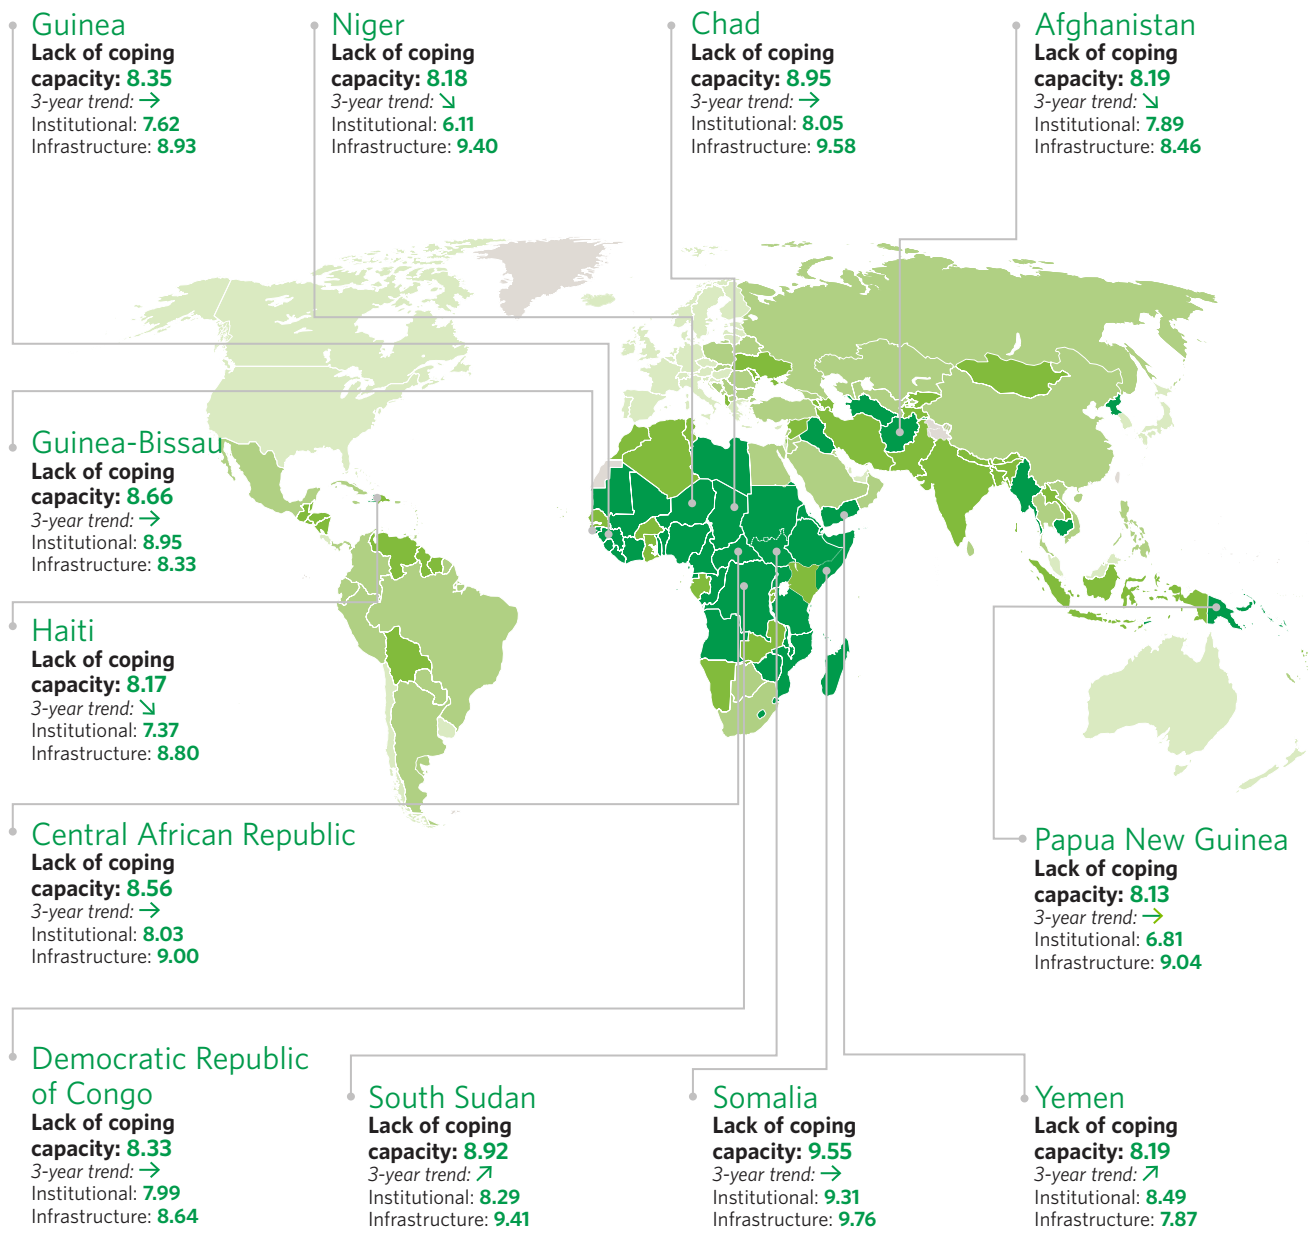 Guinea
Lack of coping
capacity: 8.35
3-year trend: →
Institutional: 7.62
Infrastructure: 8.93
Niger
Lack of coping
capacity: 8.18
3-year trend: ↘
Institutional: 6.11
Infrastructure: 9.40
Chad
Lack of coping
capacity: 8.95
3-year trend: →
Institutional: 8.05
Infrastructure: 9.58
Afghanistan
Lack of coping
capacity: 8.19
3-year trend: ↘
Institutional: 7.89
Infrastructure: 8.46
Guinea-Bissau
Lack of coping
capacity: 8.66
3-year trend: →
Institutional: 8.95
Infrastructure: 8.33
Haiti
Lack of coping
capacity: 8.17
3-year trend: ↘
Institutional: 7.37
Infrastructure: 8.80
Central African Republic
Lack of coping
capacity: 8.56
3-year trend: →
Institutional: 8.03
Infrastructure: 9.00
Papua New Guinea
Lack of coping
capacity: 8.13
3-year trend: →
Institutional: 6.81
Infrastructure: 9.04
Democratic Republic
of Congo
Lack of coping
capacity: 8.33
3-year trend: →
Institutional: 7.99
Infrastructure: 8.64
South Sudan
Lack of coping
capacity: 8.92
3-year trend: ↗
Institutional: 8.29
Infrastructure: 9.41
Somalia
Lack of coping
capacity: 9.55
3-year trend: →
Institutional: 9.31
Infrastructure: 9.76
Yemen
Lack of coping
capacity: 8.19
3-year trend: ↗
Institutional: 8.49
Infrastructure: 7.87